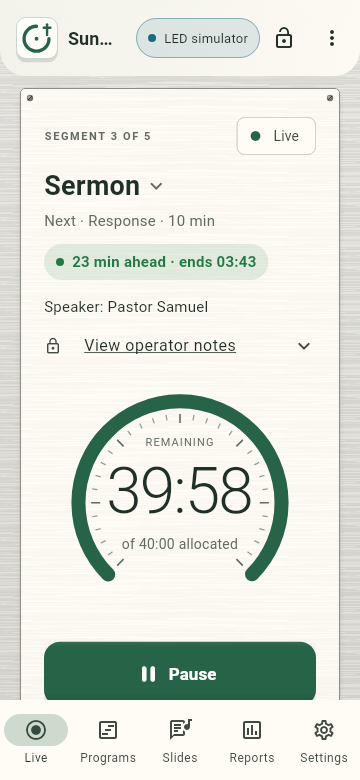 Sun…
LED simulator
SEGMENT 3 OF 5
Live
Sermon
Next · Response · 10 min
23 min ahead · ends 03:43
Speaker: Pastor Samuel
View operator notes
REMAINING
39:58
of 40:00 allocated
Pause
Live
Programs
Slides
Reports
Settings